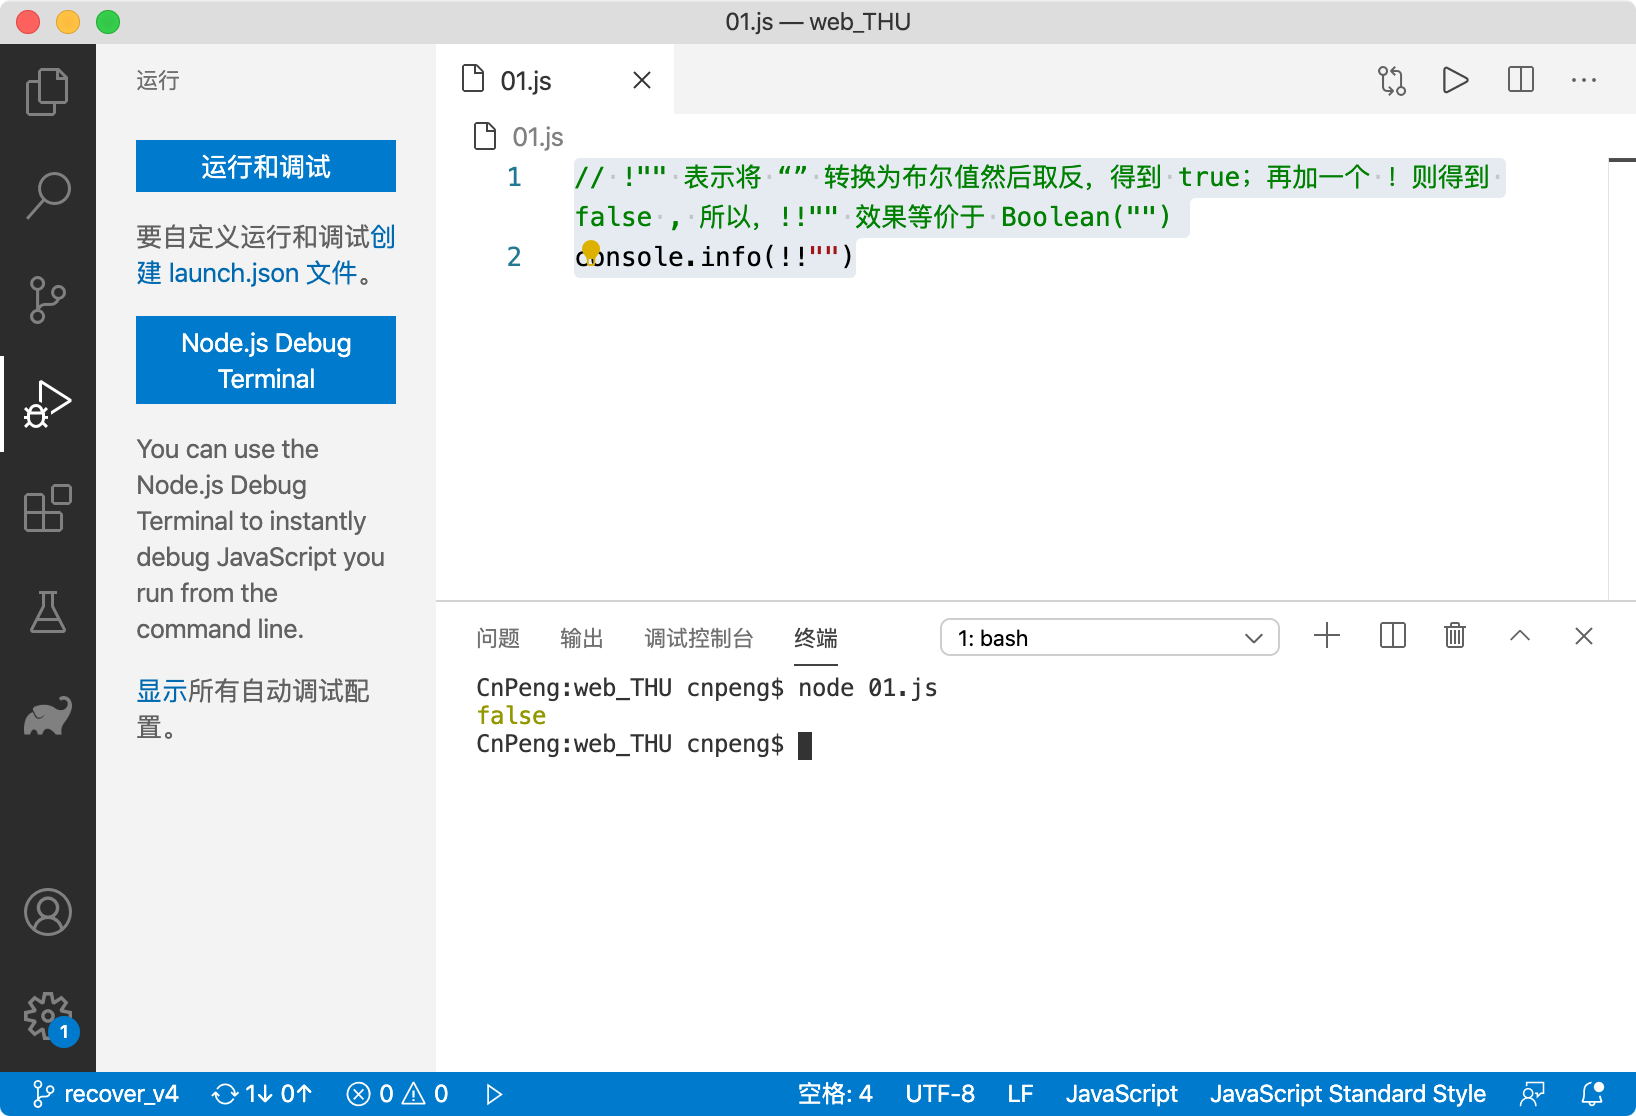 01.js — web_THU
运行
运行和调试
要自定义运行和调试创
建 launch.json 文件。
Node.js Debug
Terminal
You can use the
Node.js Debug
Terminal to instantly
debug JavaScript you
run from the
command line.
显示所有自动调试配
置。
01.js
01.js
1 // !"" 表示将 “” 转换为布尔值然后取反，得到 true；再加一个 ！则得到
false , 所以，!!"" 效果等价于 Boolean("")
2 console.info(!!"")
问题 输出 调试控制台 终端 1: bash
CnPeng:web_THU cnpeng$ node 01.js
false
CnPeng:web_THU cnpeng$
1
recover_v4 1↓ 0↑ 0 0 空格: 4 UTF-8 LF JavaScript JavaScript Standard Style